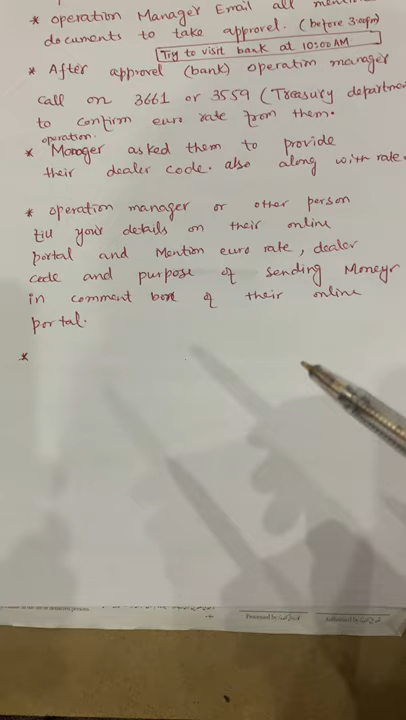 * operation Manager Email all
documents to take approvel. (before 3:00pm)
Try to visit bank at 10:00 AM
* After approvel (bank) operation manager
call on 3661 or 3559 (Treasury departme
to confirm euro rate from them.
operation.
* Manager asked them to provide
their dealer code. also along with rate.
* operation manager or other person
till your details on their online
portal and Mention euro rate, dealer
code and purpose of sending Moneyr
in comment box of their online
portal.
*